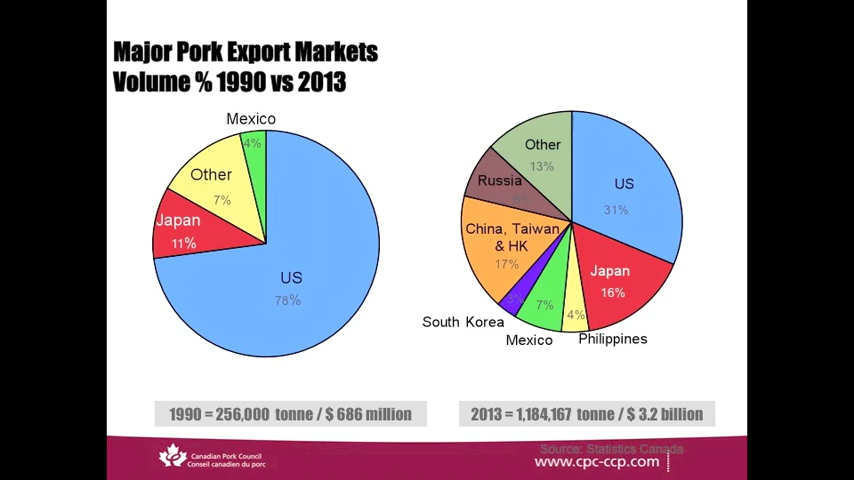 Major Pork Export Markets
Volume % 1990 vs 2013
Mexico
4%
Other
7%
Japan
11%
US
78%
Other
13%
Russia
US
31%
China, Taiwan
& HK
17%
Japan
16%
3%
7%
4%
South Korea
Mexico
Philippines
1990 = 256,000 tonne / $ 686 million
2013 = 1,184,167 tonne / $ 3.2 billion
Source: Statistics Canada
Canadian Pork Council
Conseil canadien du porc
www.cpc-ccp.com